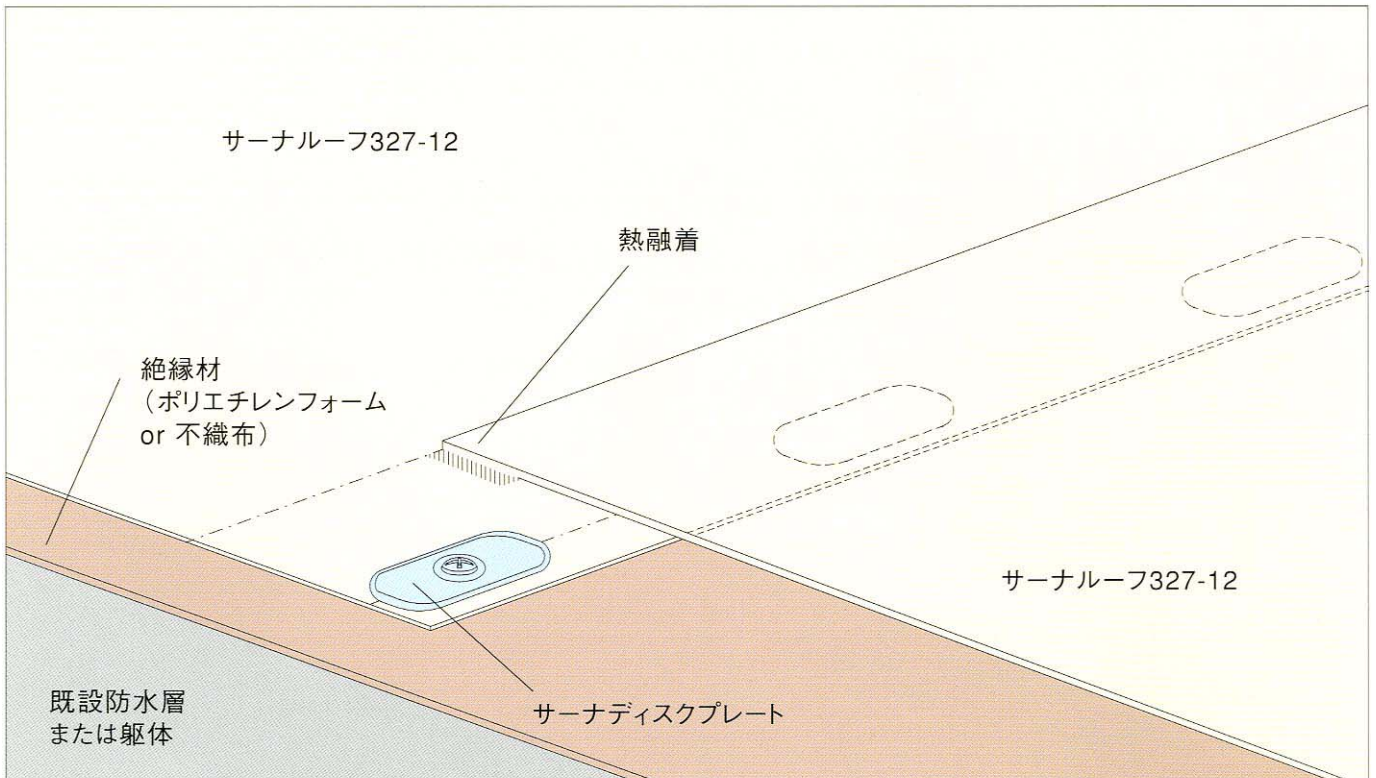 サーナルーフ327-12
熱融着
絶縁材
（ポリエチレンフォーム
or 不織布）
サーナルーフ327-12
サーナディスクプレート
既設防水層
または躯体